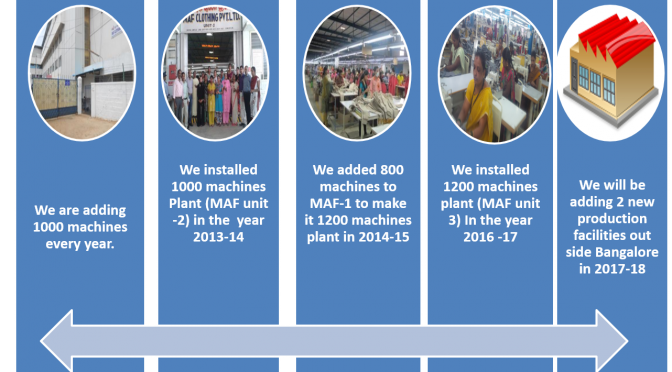 MAF CLOTHING PVT.LTD.
We are adding
1000 machines
every year.
We installed
1000 machines
Plant (MAF unit
-2) in the  year
2013-14
We added 800
machines to
MAF-1 to make
it 1200 machines
plant in 2014-15
We installed
1200 machines
plant (MAF unit
3) In the year
2016 -17
We will be
adding 2 new
production
facilities out
side Bangalore
in 2017-18